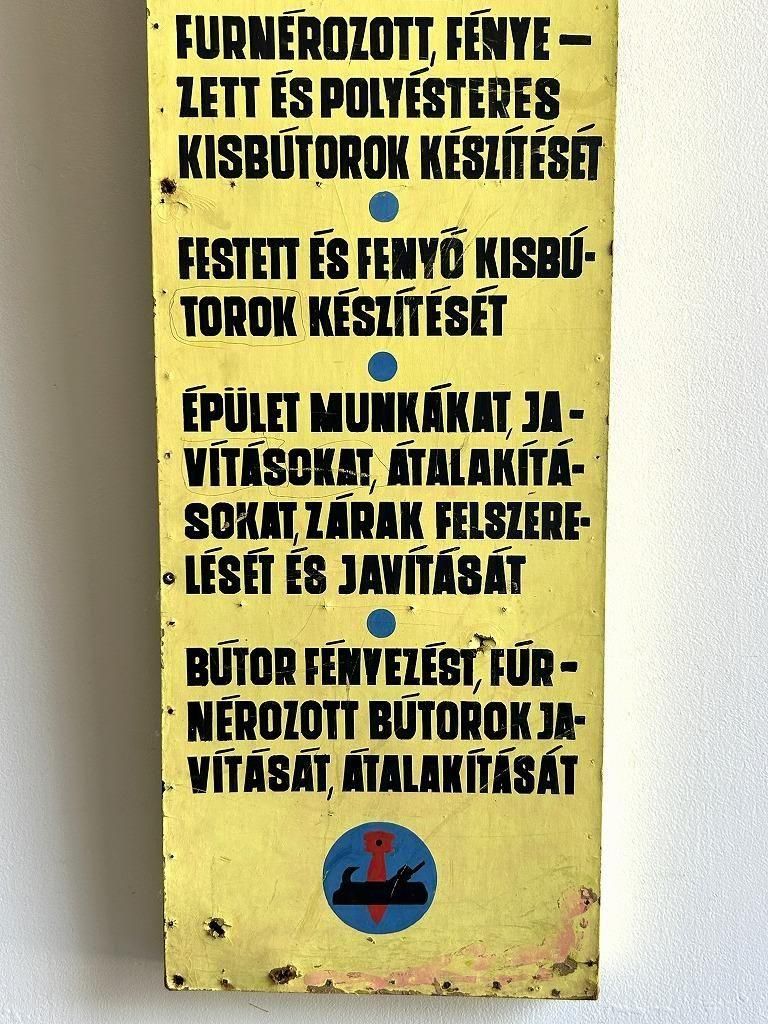 FURNÉROZOTT, FÉNYE-
ZETT ÉS POLYÉSTERES
KISBÚTOROK KÉSZÍTÉSÉT
FESTETT ÉS FENYŐ KISBÚ-
TOROK KÉSZÍTÉSÉT
ÉPÜLET MUNKÁKAT, JA-
VÍTÁSOKAT, ÁTALAKÍTÁ-
SOKAT, ZÁRAK FELSZERE-
LÉSÉT ÉS JAVÍTÁSÁT
BÚTOR FÉNYEZÉST, FÚR-
NÉROZOTT BÚTOROK JA-
VÍTÁSÁT, ÁTALAKÍTÁSÁT